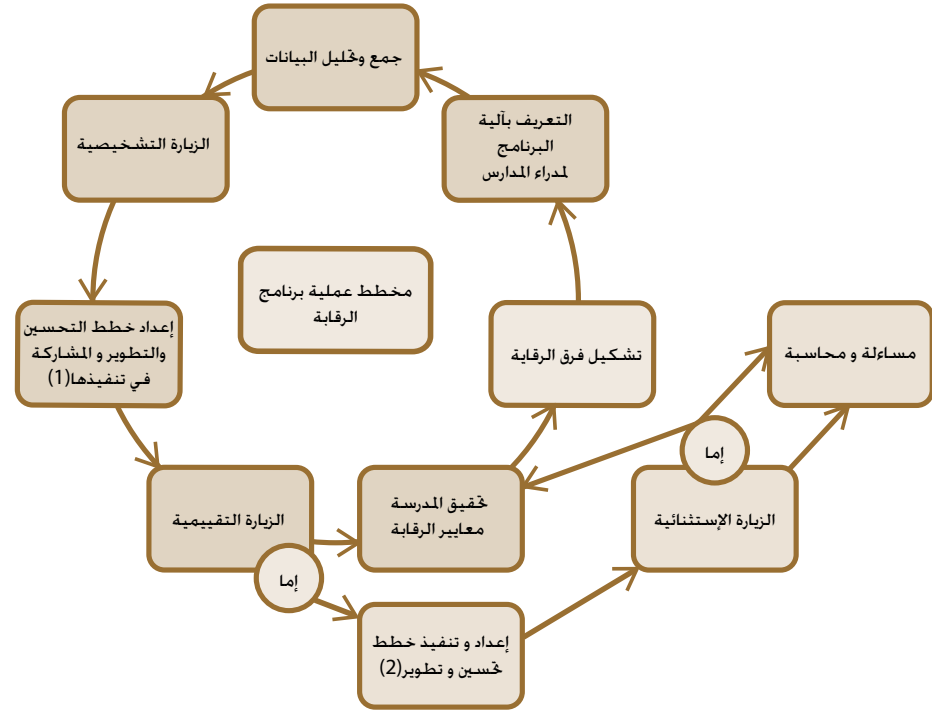 جمع وتحليل البيانات
التعريف بآلية
البرنامج
لمدراء المدارس
الزيارة التشخيصية
مخطط عملية برنامج
الرقابة
إعداد خطط التحسين
والتطوير و المشاركة
في تنفيذها(1)
تشكيل فرق الرقاية
مساءلة و محاسبة
إما
الزيارة التقييمية
تحقيق المدرسة
معايير الرقابة
الزيارة الإستثنائية
إما
إعداد و تنفيذ خطط
تحسين و تطوير(2)